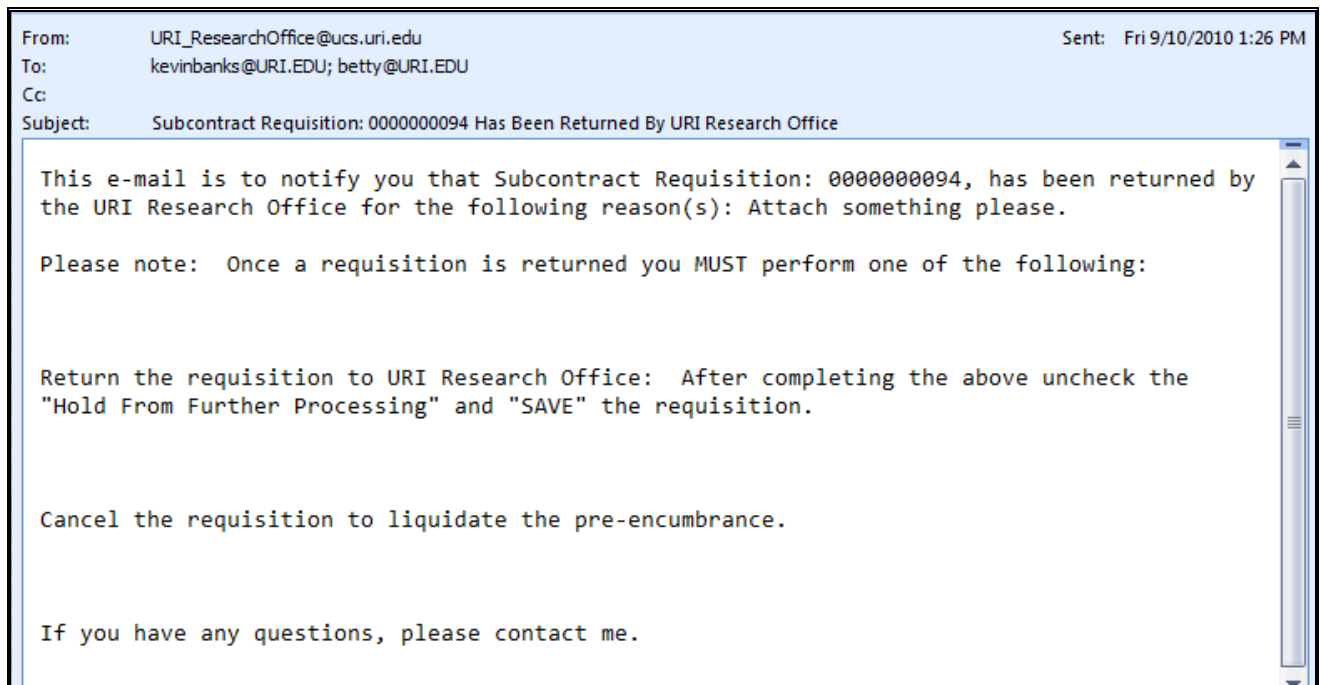 From: URI_ResearchOffice@ucs.uri.edu Sent: Fri 9/10/2010 1:26 PM
To: kevinbanks@URI.EDU; betty@URI.EDU
Cc:
Subject: Subcontract Requisition: 0000000094 Has Been Returned By URI Research Office
This e-mail is to notify you that Subcontract Requisition: 0000000094, has been returned by
the URI Research Office for the following reason(s): Attach something please.
Please note:  Once a requisition is returned you MUST perform one of the following:
Return the requisition to URI Research Office:  After completing the above uncheck the
"Hold From Further Processing" and "SAVE" the requisition.
Cancel the requisition to liquidate the pre-encumbrance.
If you have any questions, please contact me.